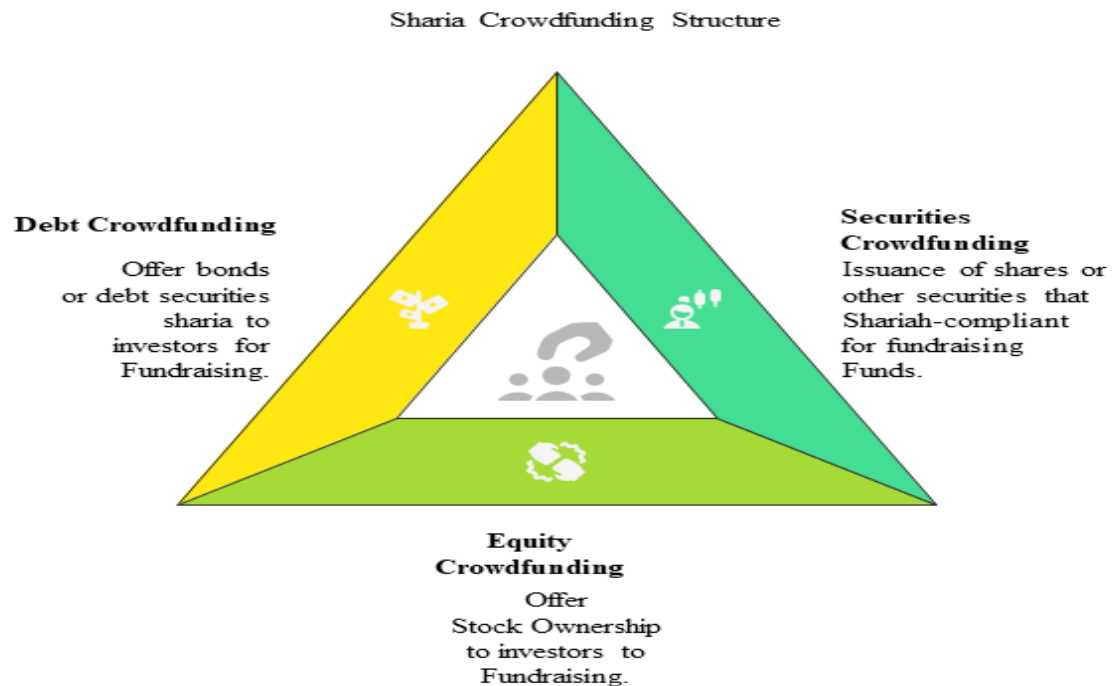 Sharia Crowdfunding Structure
Debt Crowdfunding
Offer bonds
or debt securities
sharia to
investors for
Fundraising.
Securities
Crowdfunding
Issuance of shares or
other securities that
Shariah-compliant
for fundraising
Funds.
Equity
Crowdfunding
Offer
Stock Ownership
to investors to
Fundraising.